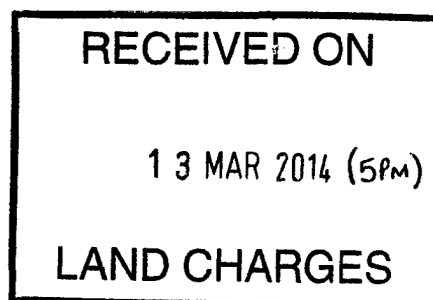 RECEIVED ON
13 MAR 2014 (5PM)
LAND CHARGES